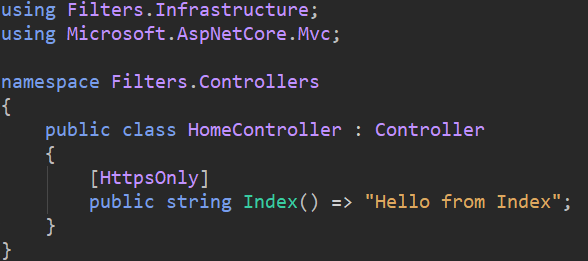 using Filters.Infrastructure;
using Microsoft.AspNetCore.Mvc;
namespace Filters.Controllers
{
    public class HomeController : Controller
    {
        [HttpsOnly]
        public string Index() => "Hello from Index";
    }
}